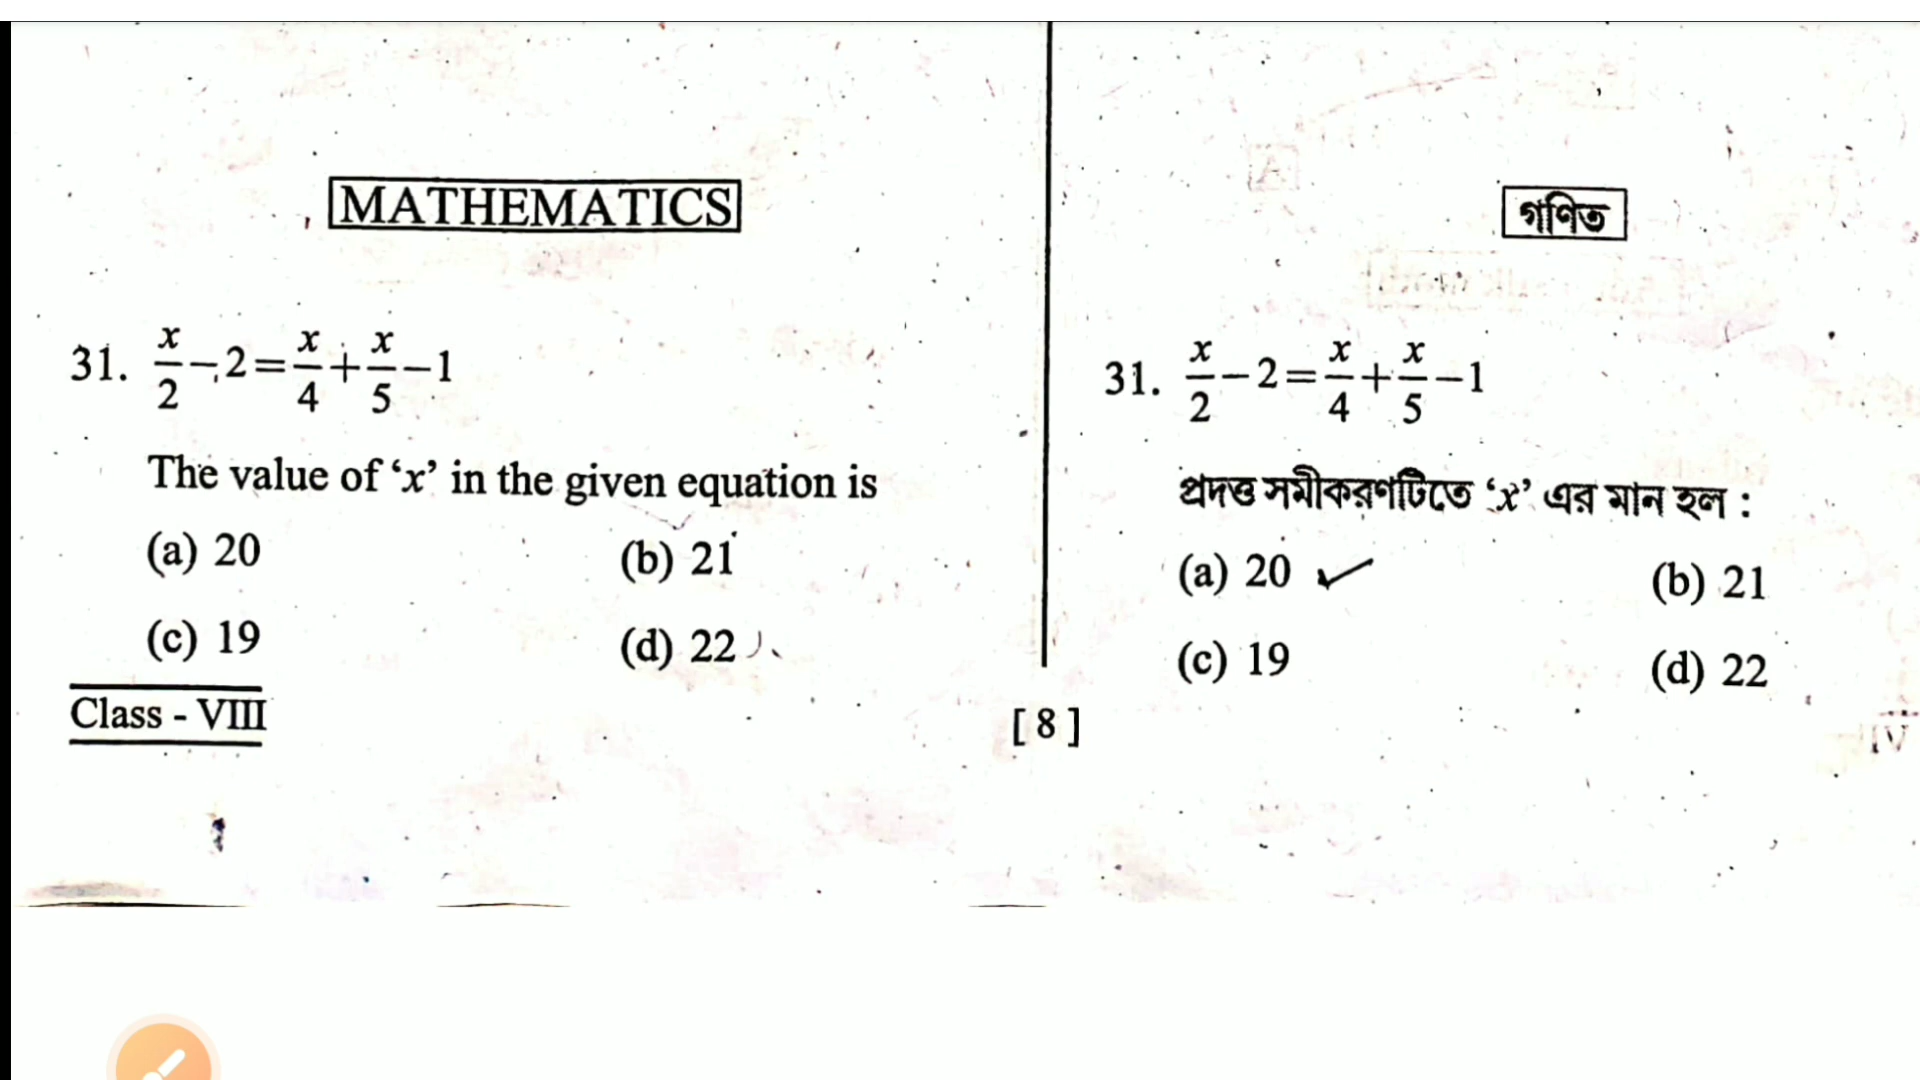 MATHEMATICS
31. x/2 − 2 = x/4 + x/5 − 1
The value of ‘x’ in the given equation is
(a) 20 (b) 21
(c) 19 (d) 22
Class - VIII
গণিত
31. x/2 − 2 = x/4 + x/5 − 1
প্রদত্ত সমীকরণটিতে ‘x’ এর মান হল :
(a) 20 ✓ (b) 21
(c) 19 (d) 22
[ 8 ]